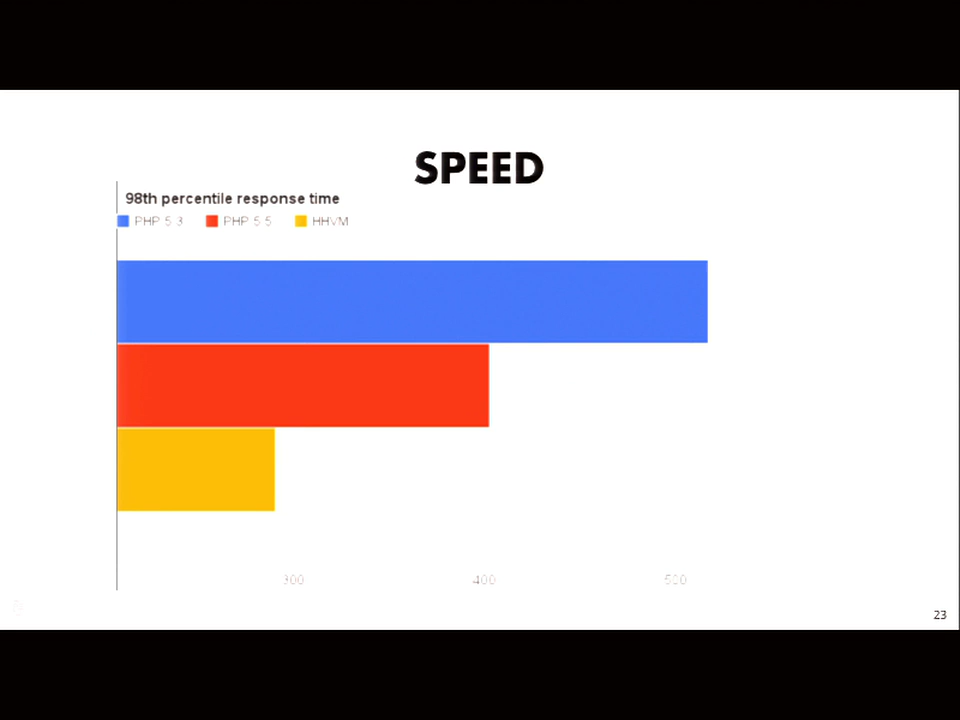 SPEED
98th percentile response time
PHP 5.3 PHP 5.5 HHVM
300 400 500
23